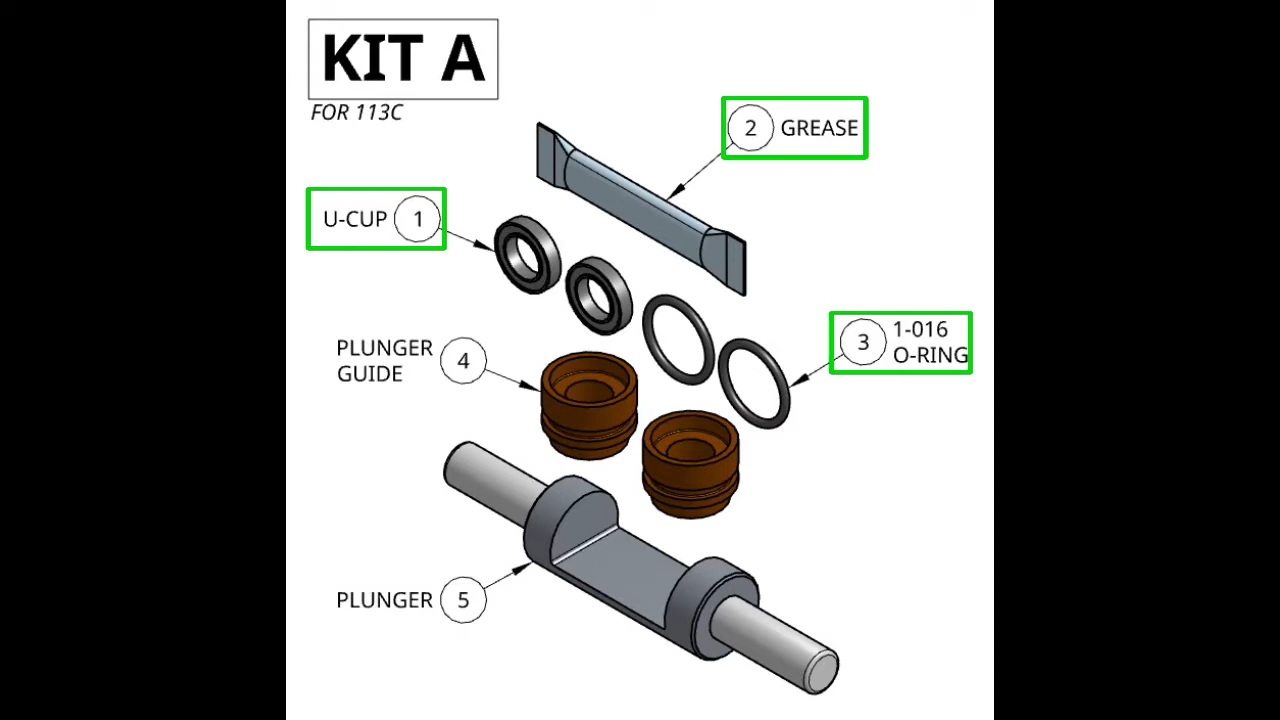 KIT A
FOR 113C
2 GREASE
U-CUP 1
3 1-016
O-RING
PLUNGER
GUIDE 4
PLUNGER 5